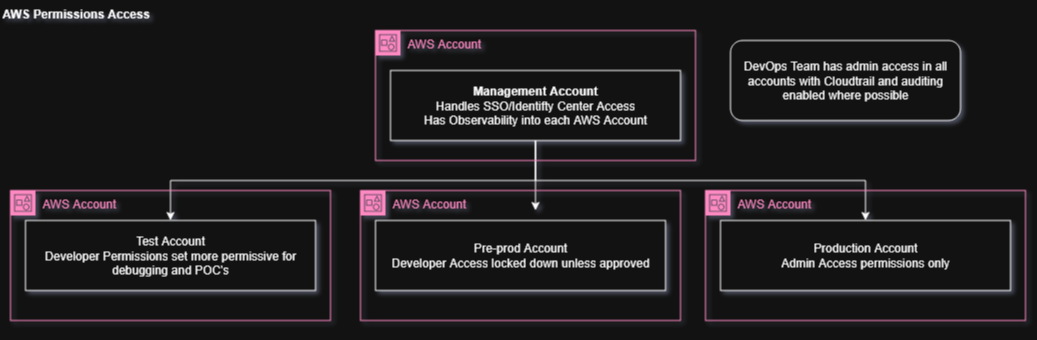 AWS Permissions Access
AWS Account
Management Account
Handles SSO/Identifity Center Access
Has Observability into each AWS Account
DevOps Team has admin access in all
accounts with Cloudtrail and auditing
enabled where possible
AWS Account
Test Account
Developer Permissions set more permissive for
debugging and POC's
AWS Account
Pre-prod Account
Developer Access locked down unless approved
AWS Account
Production Account
Admin Access permissions only